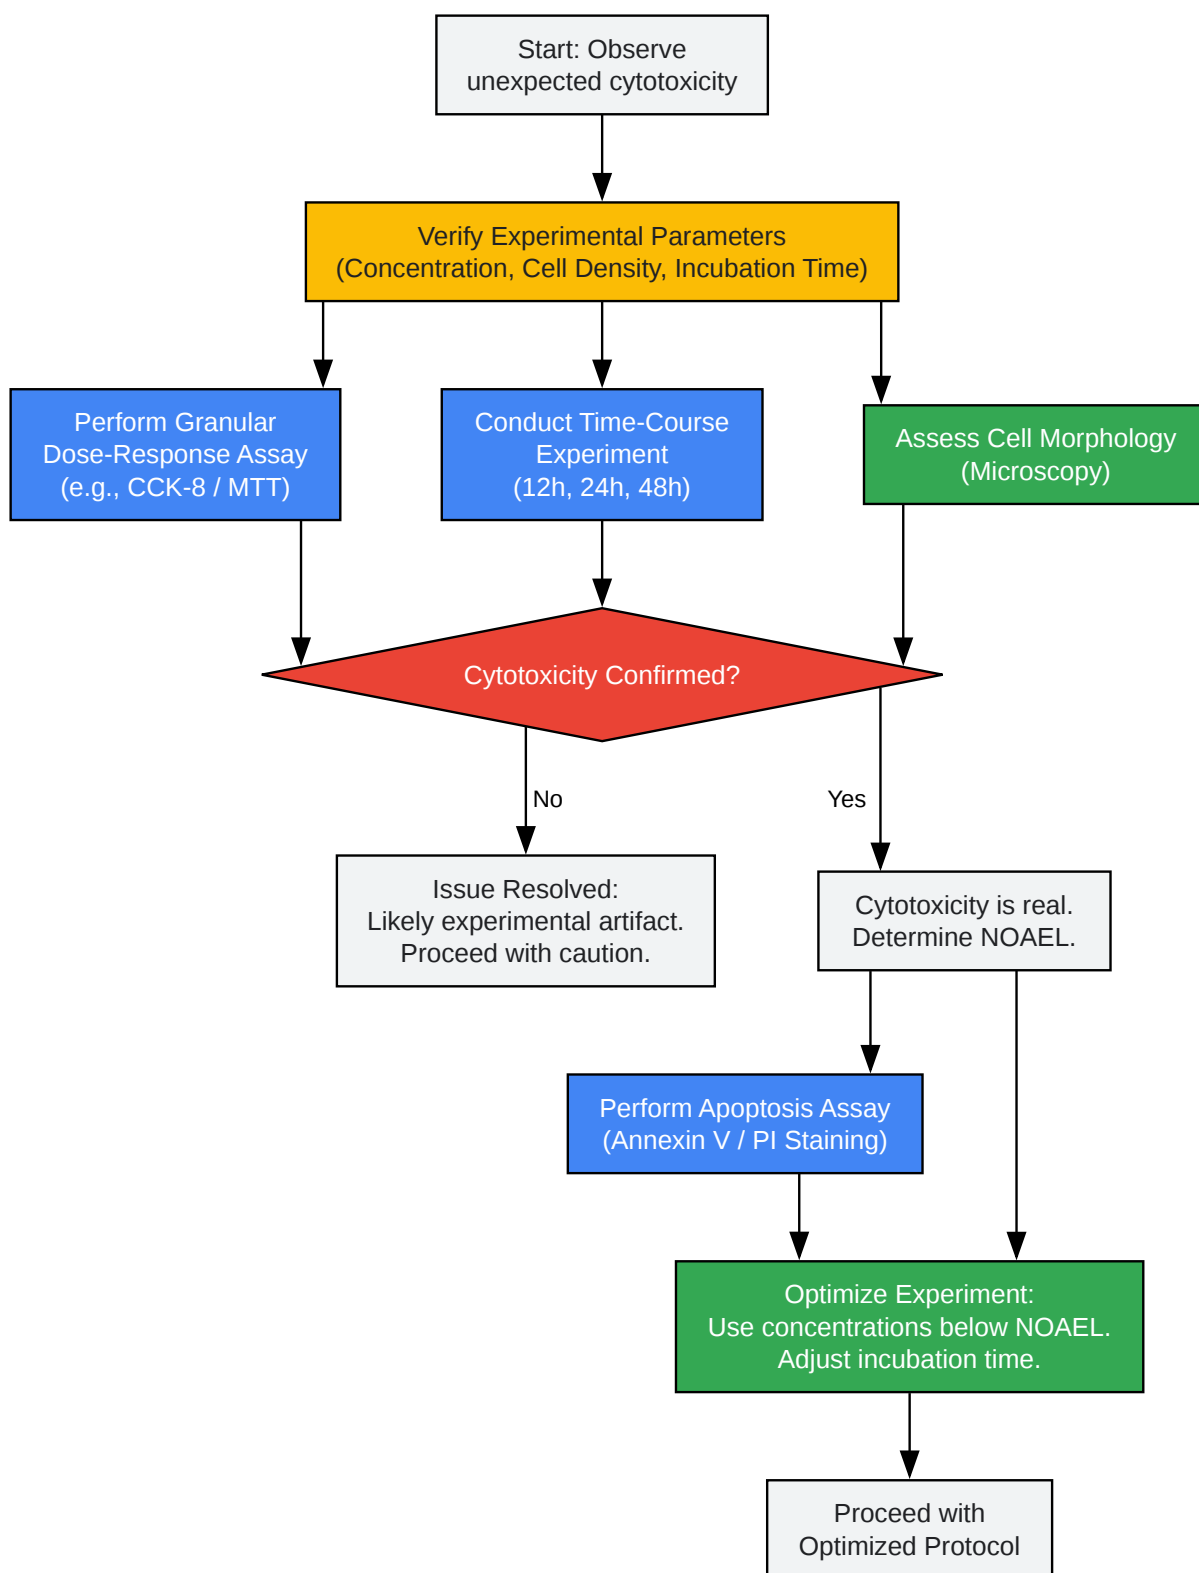 Start: Observe
unexpected cytotoxicity
Verify Experimental Parameters
(Concentration, Cell Density, Incubation Time)
Perform Granular
Dose-Response Assay
(e.g., CCK-8 / MTT)
Conduct Time-Course
Experiment
(12h, 24h, 48h)
Assess Cell Morphology
(Microscopy)
Cytotoxicity Confirmed?
No
Yes
Issue Resolved:
Likely experimental artifact.
Proceed with caution.
Cytotoxicity is real.
Determine NOAEL.
Perform Apoptosis Assay
(Annexin V / PI Staining)
Optimize Experiment:
Use concentrations below NOAEL.
Adjust incubation time.
Proceed with
Optimized Protocol